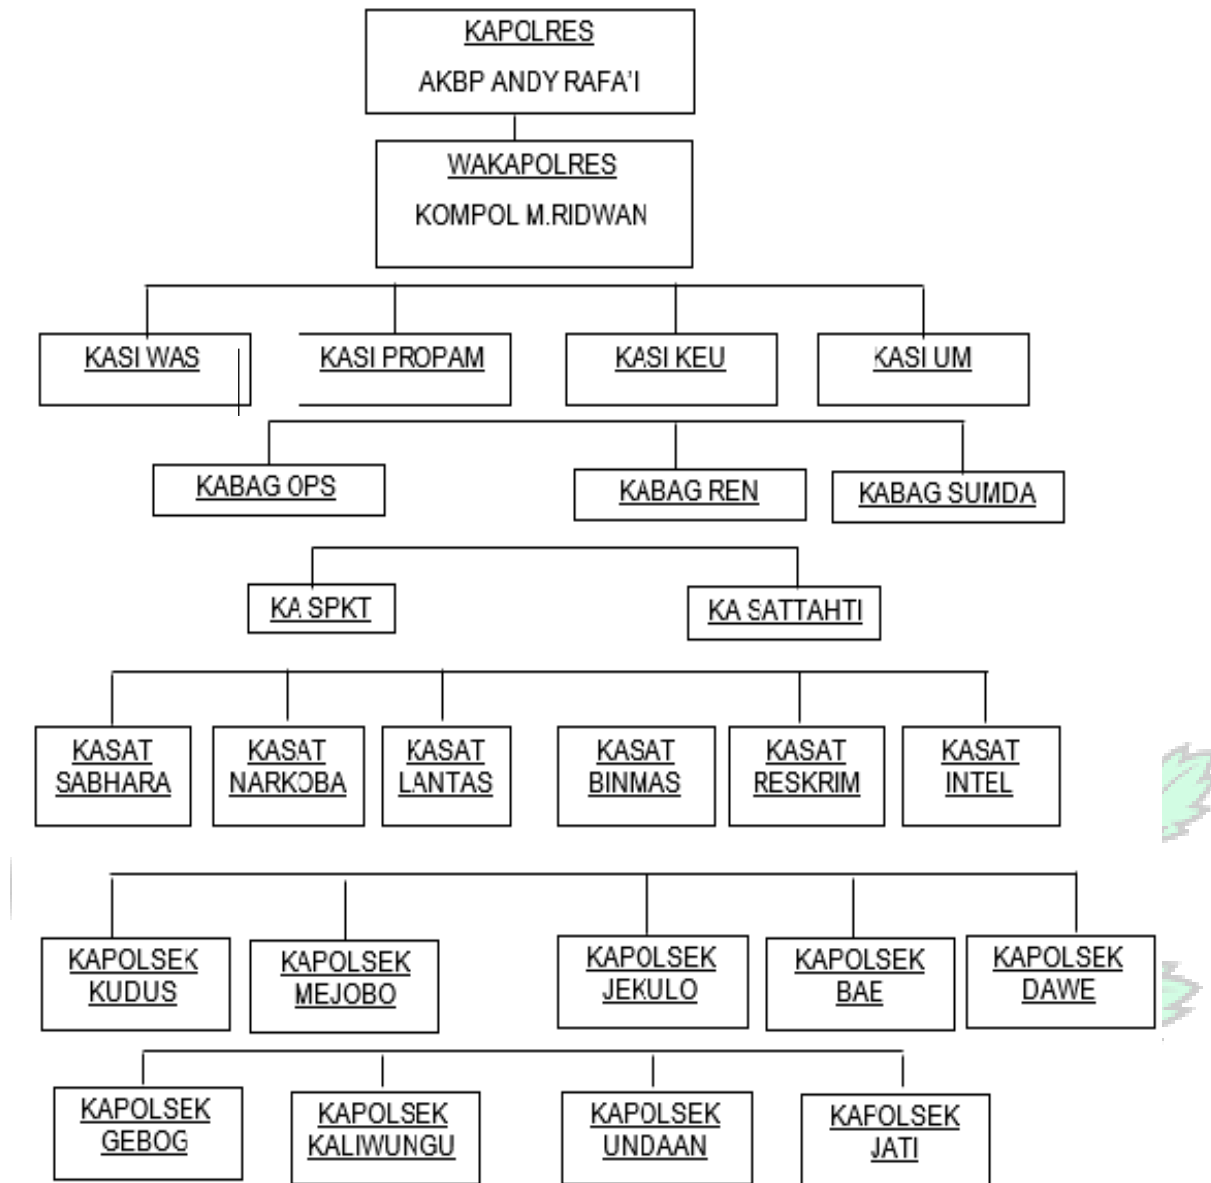 KAPOLRES
AKBP ANDY RAFA'I
WAKAPOLRES
KOMPOL M.RIDWAN
KASI WAS
KASI PROPAM
KASI KEU
KASI UM
KABAG OPS
KABAG REN
KABAG SUMDA
KA SPKT
KA SATTAHTI
KASAT
SABHARA
KASAT
NARKOBA
KASAT
LANTAS
KASAT
BINMAS
KASAT
RESKRIM
KASAT
INTEL
KAPOLSEK
KUDUS
KAPOLSEK
MEJOBO
KAPOLSEK
JEKULO
KAPOLSEK
BAE
KAPOLSEK
DAWE
KAPOLSEK
GEBOG
KAPOLSEK
KALIWUNGU
KAPOLSEK
UNDAAN
KAPOLSEK
JATI